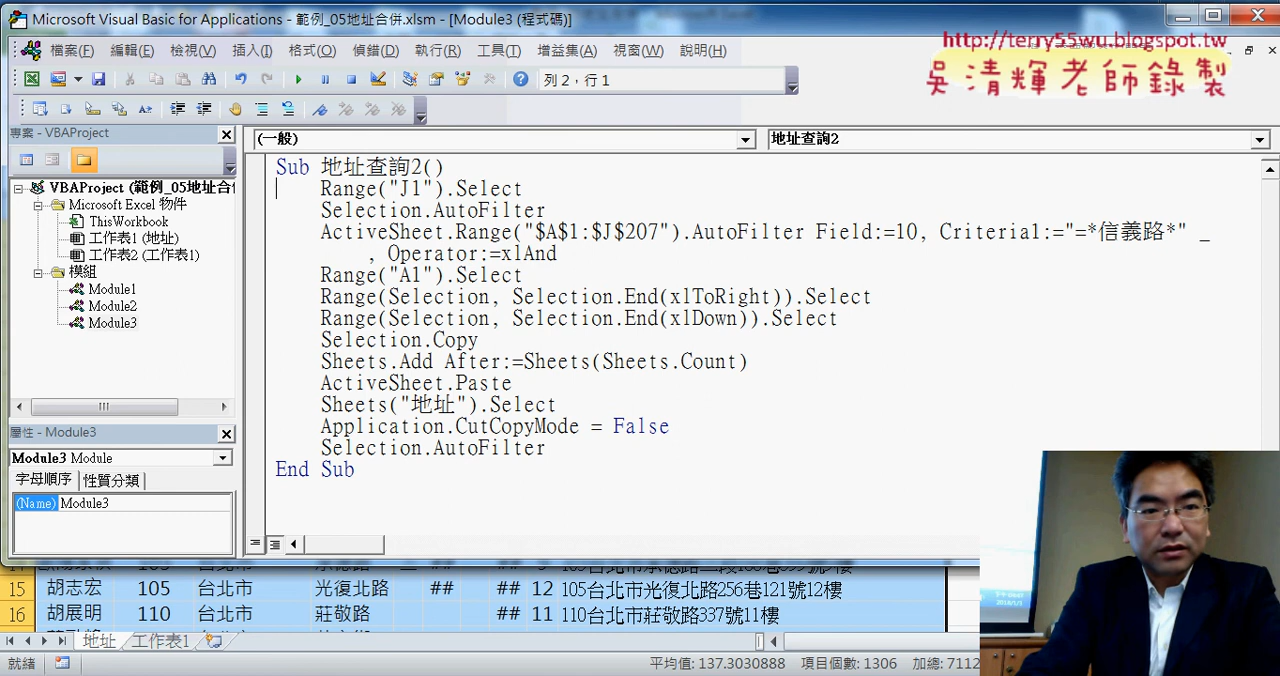 Microsoft Visual Basic for Applications - 範例_05地址合併.xlsm - [Module3 (程式碼)]
http://terry55wu.blogspot.tw
吳清輝老師錄製
檔案(F) 編輯(E) 檢視(V) 插入(I) 格式(O) 偵錯(D) 執行(R) 工具(T) 增益集(A) 視窗(W) 說明(H)
列 2，行 1
專案 - VBAProject
(一般)
地址查詢2
VBAProject (範例_05地址合併
Microsoft Excel 物件
ThisWorkbook
工作表1 (地址)
工作表2 (工作表1)
模組
Module1
Module2
Module3
屬性 - Module3
Module3 Module
字母順序 性質分類
(Name) Module3
Sub 地址查詢2()
Range("J1").Select
Selection.AutoFilter
ActiveSheet.Range("$A$1:$J$207").AutoFilter Field:=10, Criteria1:="=*信義路*" _
, Operator:=xlAnd
Range("A1").Select
Range(Selection, Selection.End(xlToRight)).Select
Range(Selection, Selection.End(xlDown)).Select
Selection.Copy
Sheets.Add After:=Sheets(Sheets.Count)
ActiveSheet.Paste
Sheets("地址").Select
Application.CutCopyMode = False
Selection.AutoFilter
End Sub
15 胡志宏 105 台北市 光復北路 ## ## 12 105台北市光復北路256巷121號12樓
16 胡展明 110 台北市 莊敬路 ## 11 110台北市莊敬路337號11樓
地址 工作表1
就緒 平均值: 137.3030888 項目個數: 1306 加總: 7112